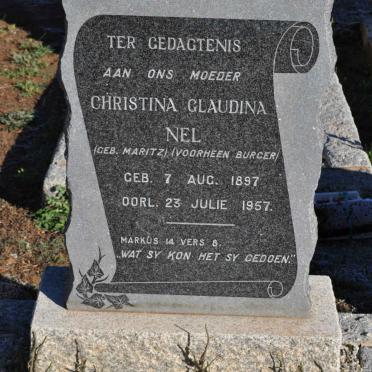 TER GEDAGTENIS
AAN ONS MOEDER
CHRISTINA CLAUDINA
NEL
(GEB. MARITZ) (VOORHEEN BURGER)
GEB. 7 AUG. 1897
OORL. 23 JULIE 1957.
MARKUS 14 VERS 8.
„WAT SY KON HET SY GEDOEN."